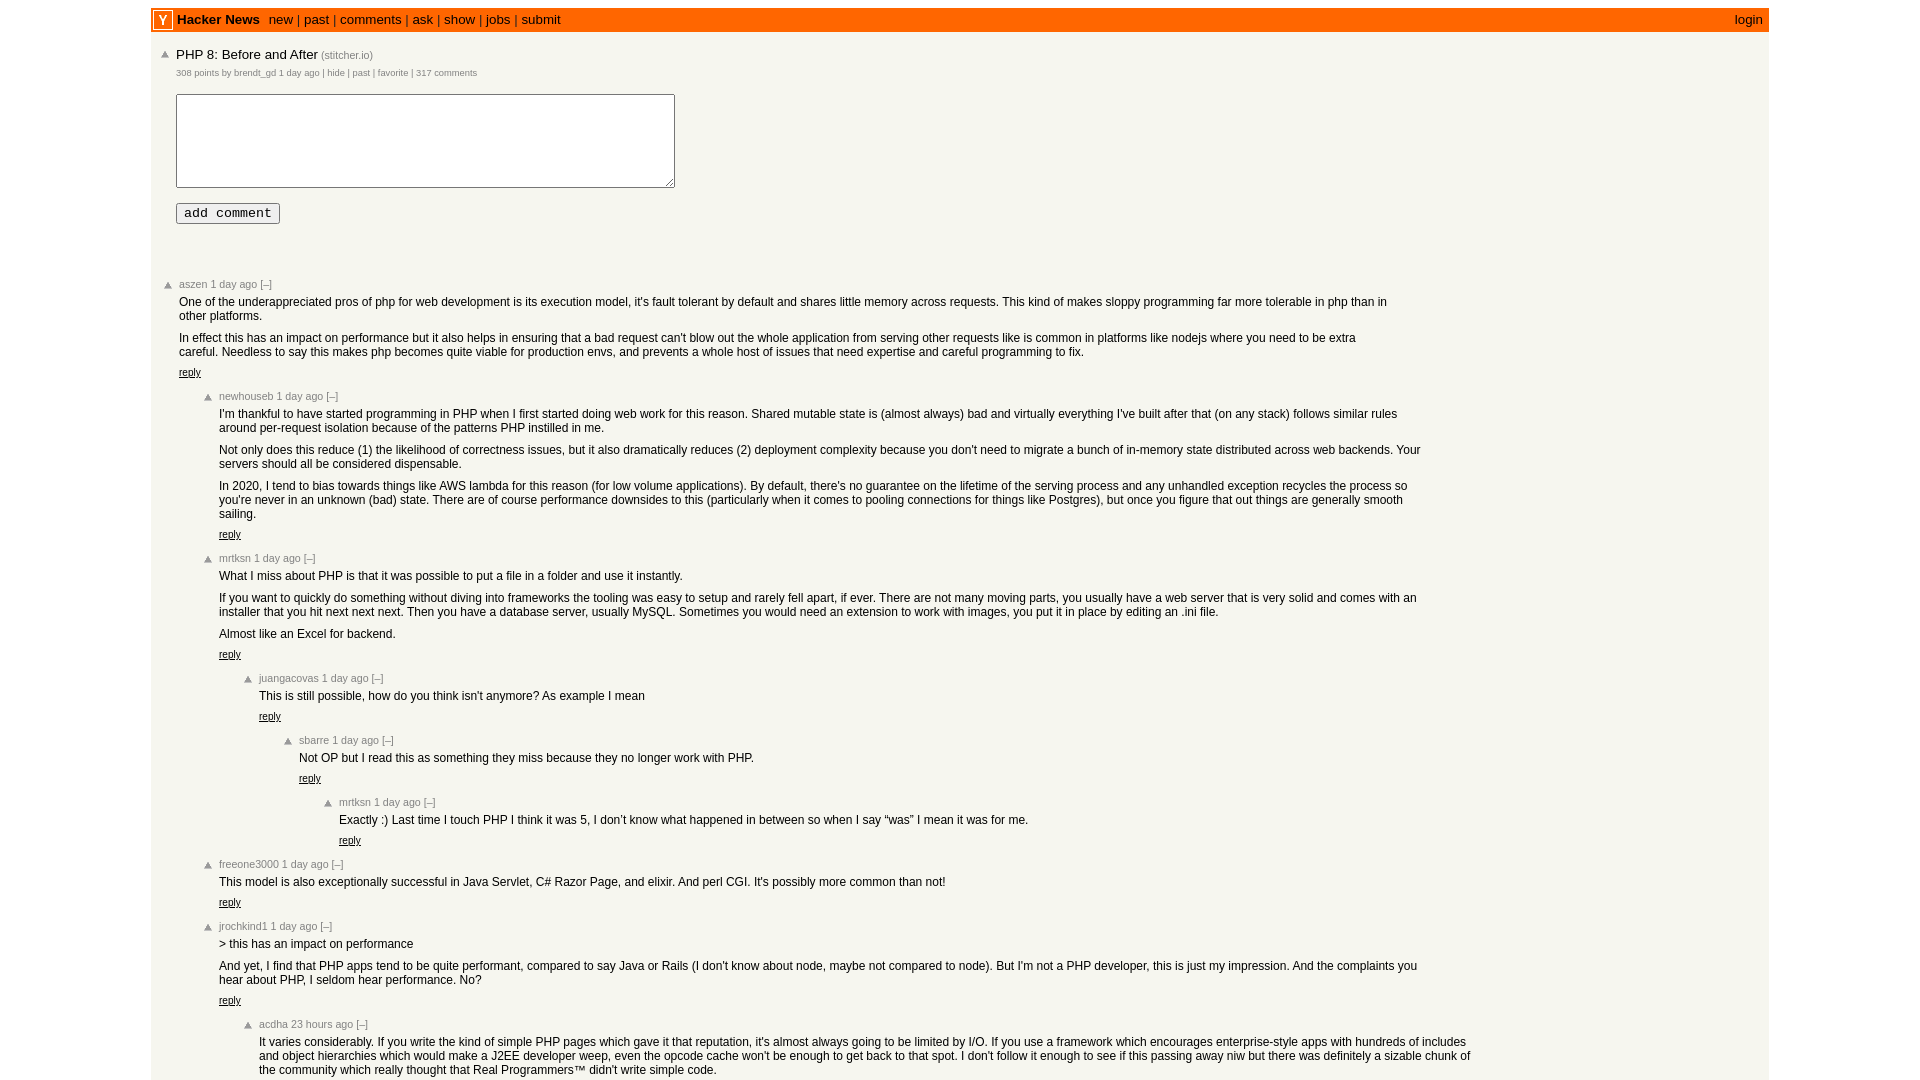 Y Hacker News new | past | comments | ask | show | jobs | submit login
PHP 8: Before and After (stitcher.io)
308 points by brendt_gd 1 day ago | hide | past | favorite | 317 comments
add comment
aszen 1 day ago [–]
One of the underappreciated pros of php for web development is its execution model, it's fault tolerant by default and shares little memory across requests. This kind of makes sloppy programming far more tolerable in php than in
other platforms.
In effect this has an impact on performance but it also helps in ensuring that a bad request can't blow out the whole application from serving other requests like is common in platforms like nodejs where you need to be extra
careful. Needless to say this makes php becomes quite viable for production envs, and prevents a whole host of issues that need expertise and careful programming to fix.
reply
newhouseb 1 day ago [–]
I'm thankful to have started programming in PHP when I first started doing web work for this reason. Shared mutable state is (almost always) bad and virtually everything I've built after that (on any stack) follows similar rules
around per-request isolation because of the patterns PHP instilled in me.
Not only does this reduce (1) the likelihood of correctness issues, but it also dramatically reduces (2) deployment complexity because you don't need to migrate a bunch of in-memory state distributed across web backends. Your
servers should all be considered dispensable.
In 2020, I tend to bias towards things like AWS lambda for this reason (for low volume applications). By default, there's no guarantee on the lifetime of the serving process and any unhandled exception recycles the process so
you're never in an unknown (bad) state. There are of course performance downsides to this (particularly when it comes to pooling connections for things like Postgres), but once you figure that out things are generally smooth
sailing.
reply
mrtksn 1 day ago [–]
What I miss about PHP is that it was possible to put a file in a folder and use it instantly.
If you want to quickly do something without diving into frameworks the tooling was easy to setup and rarely fell apart, if ever. There are not many moving parts, you usually have a web server that is very solid and comes with an
installer that you hit next next next. Then you have a database server, usually MySQL. Sometimes you would need an extension to work with images, you put it in place by editing an .ini file.
Almost like an Excel for backend.
reply
juangacovas 1 day ago [–]
This is still possible, how do you think isn't anymore? As example I mean
reply
sbarre 1 day ago [–]
Not OP but I read this as something they miss because they no longer work with PHP.
reply
mrtksn 1 day ago [–]
Exactly :) Last time I touch PHP I think it was 5, I don’t know what happened in between so when I say “was” I mean it was for me.
reply
freeone3000 1 day ago [–]
This model is also exceptionally successful in Java Servlet, C# Razor Page, and elixir. And perl CGI. It's possibly more common than not!
reply
jrochkind1 1 day ago [–]
> this has an impact on performance
And yet, I find that PHP apps tend to be quite performant, compared to say Java or Rails (I don't know about node, maybe not compared to node). But I'm not a PHP developer, this is just my impression. And the complaints you
hear about PHP, I seldom hear performance. No?
reply
acdha 23 hours ago [–]
It varies considerably. If you write the kind of simple PHP pages which gave it that reputation, it's almost always going to be limited by I/O. If you use a framework which encourages enterprise-style apps with hundreds of includes
and object hierarchies which would make a J2EE developer weep, even the opcode cache won't be enough to get back to that spot. I don't follow it enough to see if this passing away niw but there was definitely a sizable chunk of
the community which really thought that Real Programmers™ didn't write simple code.